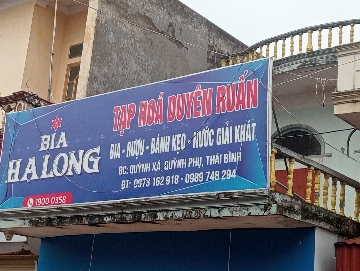 TẠP HOÁ DUYÊN RUẨN
BIA
HALONG
BIA - RƯỢU - BÁNH KẸO - NƯỚC GIẢI KHÁT
ĐC: QUỲNH XÁ, QUỲNH PHỤ, THÁI BÌNH
ĐT: 0973 162 918 - 0989 748 294
1900 0358